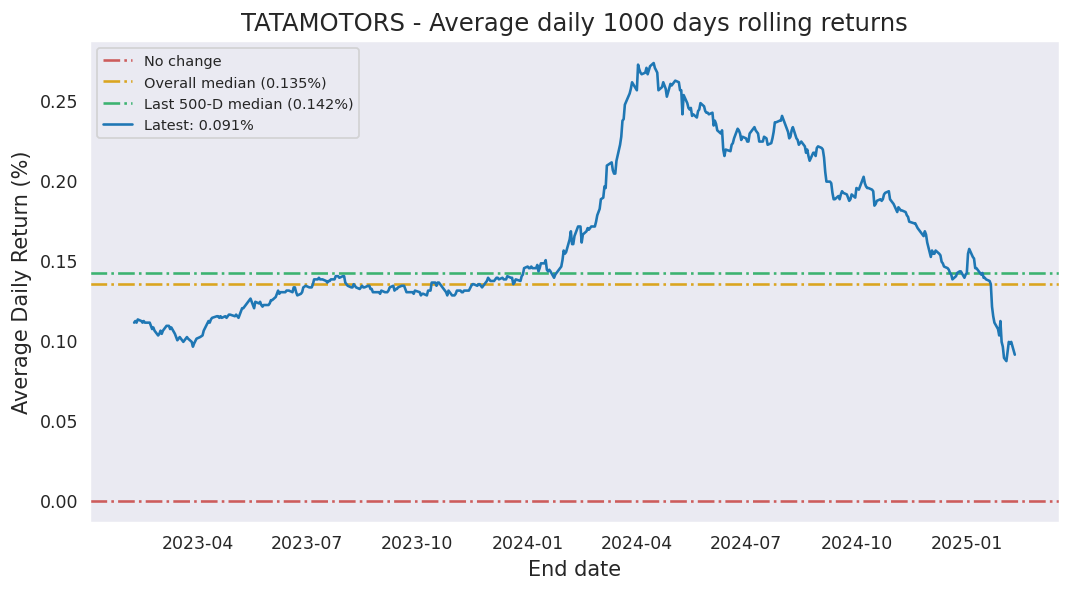 TATAMOTORS - Average daily 1000 days rolling returns
No change
Overall median (0.135%)
Last 500-D median (0.142%)
Latest: 0.091%
Average Daily Return (%)
0.25
0.20
0.15
0.10
0.05
0.00
2023-04 2023-07 2023-10 2024-01 2024-04 2024-07 2024-10 2025-01
End date